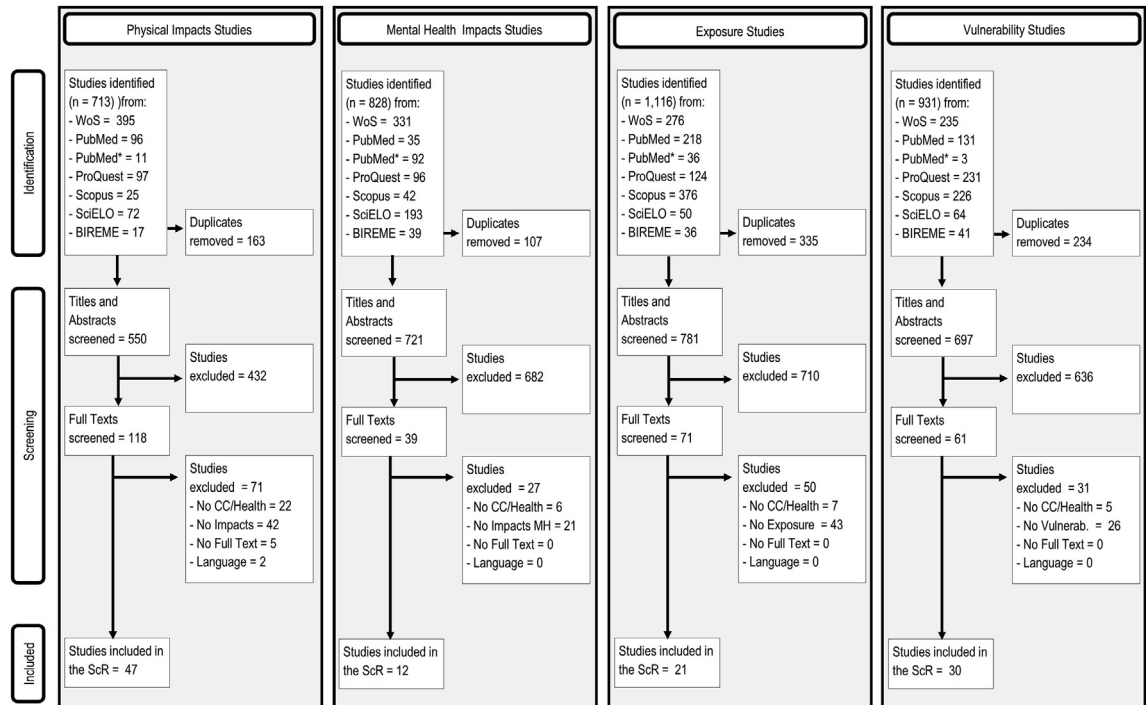 Physical Impacts Studies
Mental Health Impacts Studies
Exposure Studies
Vulnerability Studies
Identification
Studies identified
(n = 713) )from:
- WoS = 395
- PubMed = 96
- PubMed* = 11
- ProQuest = 97
- Scopus = 25
- SciELO = 72
- BIREME = 17
Duplicates
removed = 163
Studies identified
(n = 828) from:
- WoS = 331
- PubMed = 35
- PubMed* = 92
- ProQuest = 96
- Scopus = 42
- SciELO = 193
- BIREME = 39
Duplicates
removed = 107
Studies identified
(n = 1,116) from:
- WoS = 276
- PubMed = 218
- PubMed* = 36
- ProQuest = 124
- Scopus = 376
- SciELO = 50
- BIREME = 36
Duplicates
removed = 335
Studies identified
(n = 931) from:
- WoS = 235
- PubMed = 131
- PubMed* = 3
- ProQuest = 231
- Scopus = 226
- SciELO = 64
- BIREME = 41
Duplicates
removed = 234
Screening
Titles and
Abstracts
screened = 550
Studies
excluded = 432
Full Texts
screened = 118
Studies
excluded = 71
- No CC/Health = 22
- No Impacts = 42
- No Full Text = 5
- Language = 2
Titles and
Abstracts
screened = 721
Studies
excluded = 682
Full Texts
screened = 39
Studies
excluded = 27
- No CC/Health = 6
- No Impacts MH = 21
- No Full Text = 0
- Language = 0
Titles and
Abstracts
screened = 781
Studies
excluded = 710
Full Texts
screened = 71
Studies
excluded = 50
- No CC/Health = 7
- No Exposure = 43
- No Full Text = 0
- Language = 0
Titles and
Abstracts
screened = 697
Studies
excluded = 636
Full Texts
screened = 61
Studies
excluded = 31
- No CC/Health = 5
- No Vulnerab. = 26
- No Full Text = 0
- Language = 0
Included
Studies included in
the ScR = 47
Studies included in
the ScR = 12
Studies included in
the ScR = 21
Studies included in
the ScR = 30